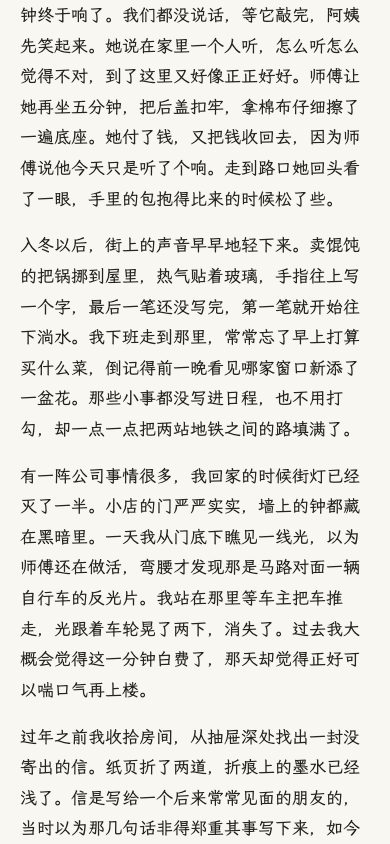 钟终于响了。我们都没说话，等它敲完，阿姨
先笑起来。她说在家里一个人听，怎么听怎么
觉得不对，到了这里又好像正正好好。师傅让
她再坐五分钟，把后盖扣牢，拿棉布仔细擦了
一遍底座。她付了钱，又把钱收回去，因为师
傅说他今天只是听了个响。走到路口她回头看
了一眼，手里的包抱得比来的时候松了些。
入冬以后，街上的声音早早地轻下来。卖馄饨
的把锅挪到屋里，热气贴着玻璃，手指往上写
一个字，最后一笔还没写完，第一笔就开始往
下淌水。我下班走到那里，常常忘了早上打算
买什么菜，倒记得前一晚看见哪家窗口新添了
一盆花。那些小事都没写进日程，也不用打
勾，却一点一点把两站地铁之间的路填满了。
有一阵公司事情很多，我回家的时候街灯已经
灭了一半。小店的门严严实实，墙上的钟都藏
在黑暗里。一天我从门底下瞧见一线光，以为
师傅还在做活，弯腰才发现那是马路对面一辆
自行车的反光片。我站在那里等车主把车推
走，光跟着车轮晃了两下，消失了。过去我大
概会觉得这一分钟白费了，那天却觉得正好可
以喘口气再上楼。
过年之前我收拾房间，从抽屉深处找出一封没
寄出的信。纸页折了两道，折痕上的墨水已经
浅了。信是写给一个后来常常见面的朋友的，
当时以为那几句话非得郑重其事写下来，如今